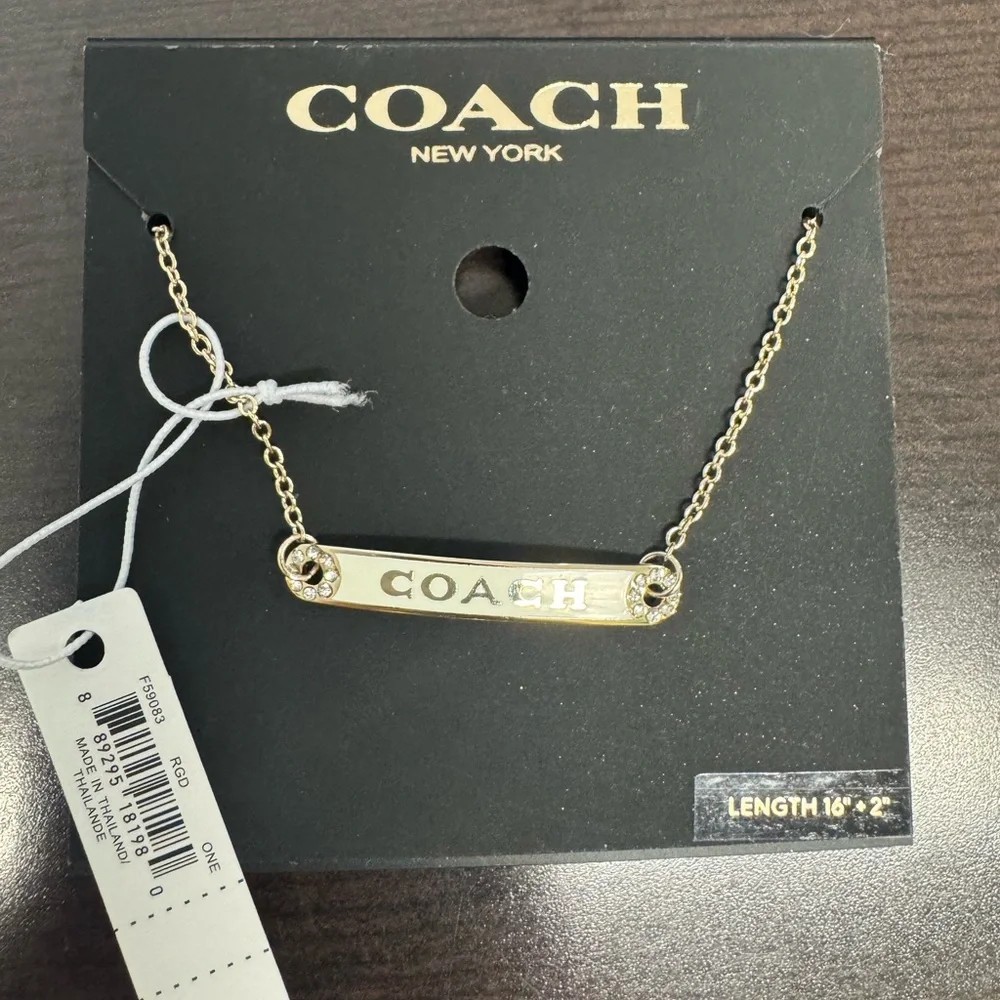 COACH
NEW YORK
COACH
F59083 RGD ONE
8 89295 18198 0
MADE IN THAILAND/
THAILANDE
LENGTH 16" + 2"